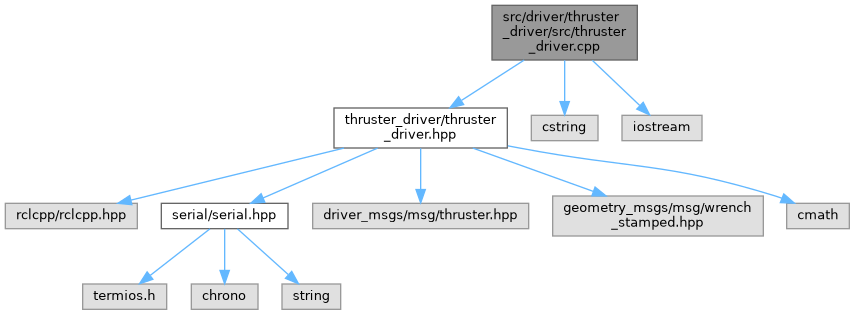 src/driver/thruster
_driver/src/thruster
_driver.cpp
thruster_driver/thruster
_driver.hpp
cstring
iostream
rclcpp/rclcpp.hpp
serial/serial.hpp
driver_msgs/msg/thruster.hpp
geometry_msgs/msg/wrench
_stamped.hpp
cmath
termios.h
chrono
string